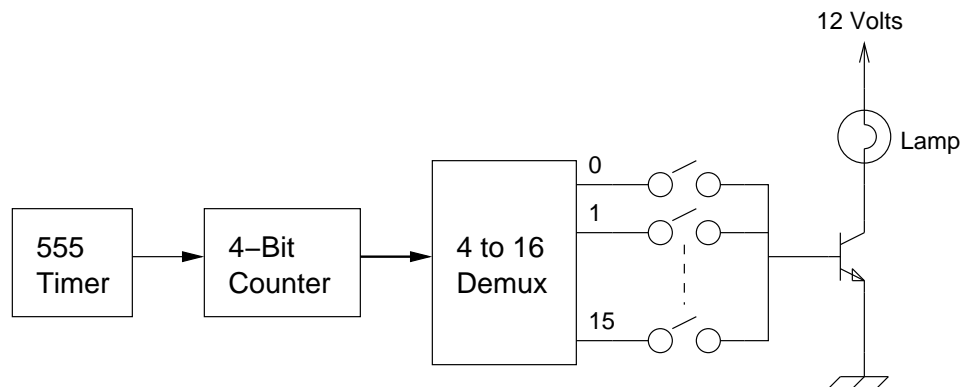 12 Volts
Lamp
0
1
15
555
Timer
4−Bit
Counter
4 to 16
Demux